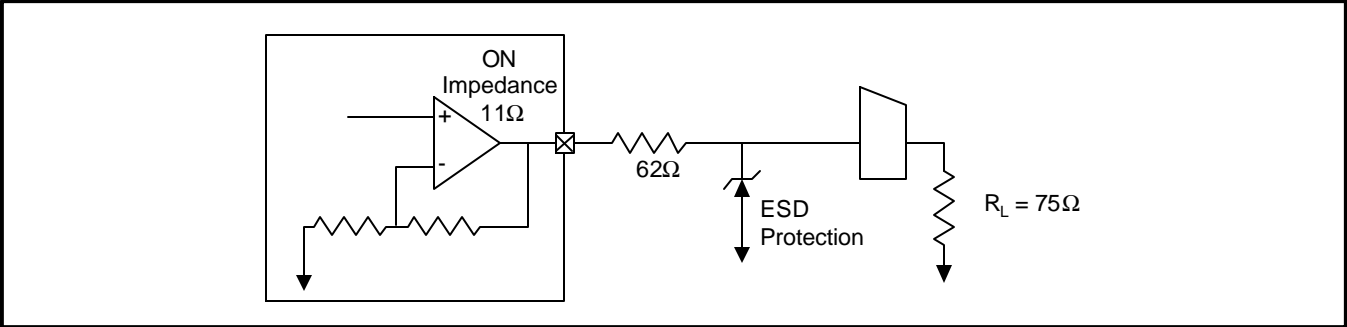 ON
Impedance
11Ω
+
-
62Ω
ESD
Protection
R_L = 75Ω